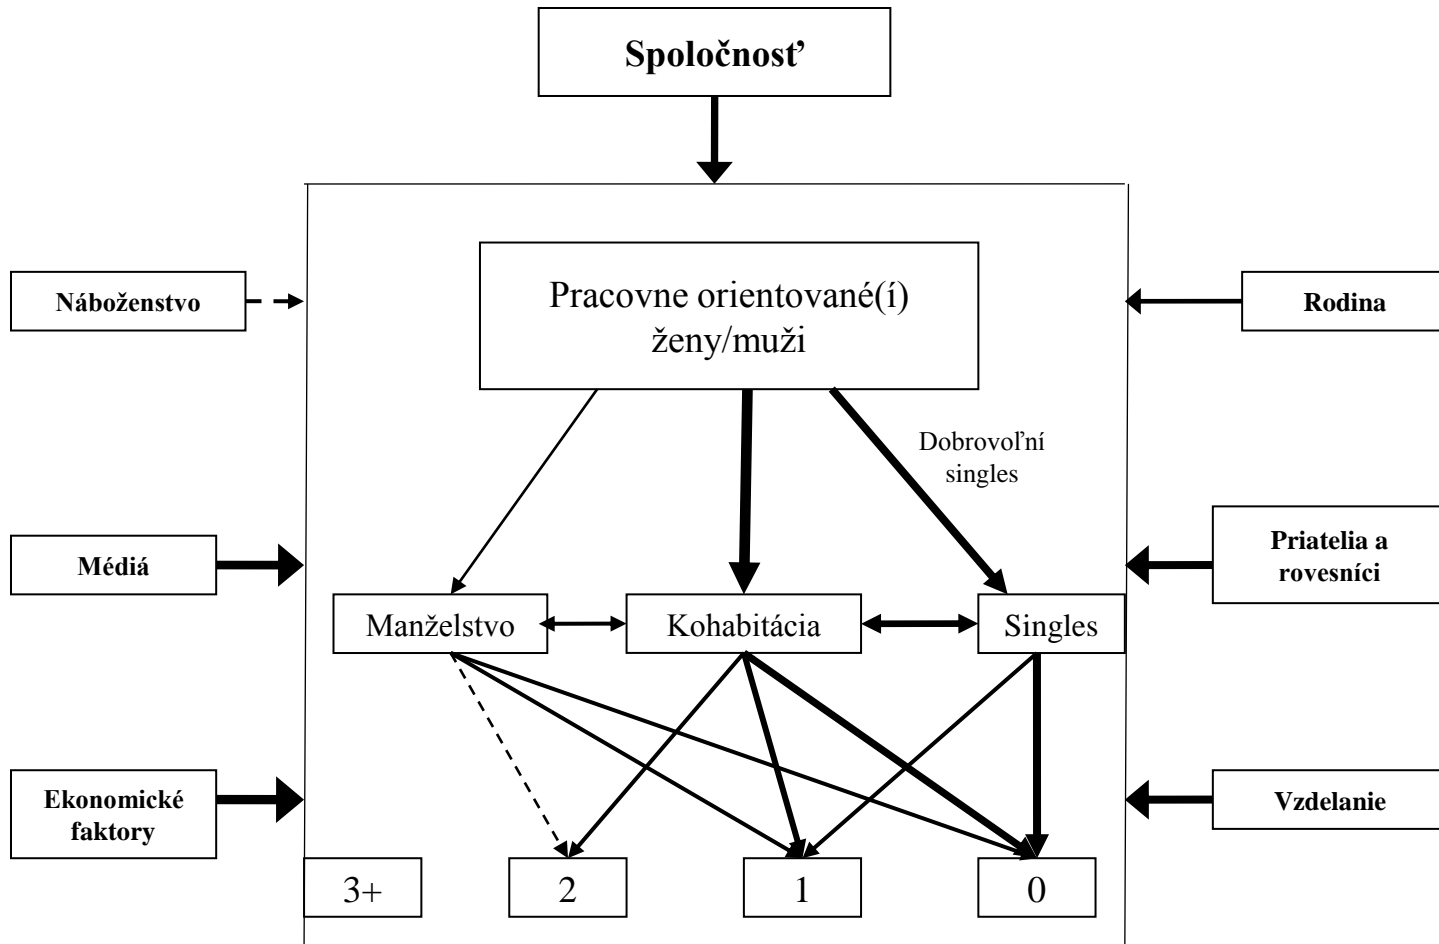 Spoločnosť
Náboženstvo
Pracovne orientované(í)
ženy/muži
Rodina
Dobrovoľní
singles
Médiá
Priatelia a
rovesníci
Manželstvo
Kohabitácia
Singles
Ekonomické
faktory
Vzdelanie
3+
2
1
0